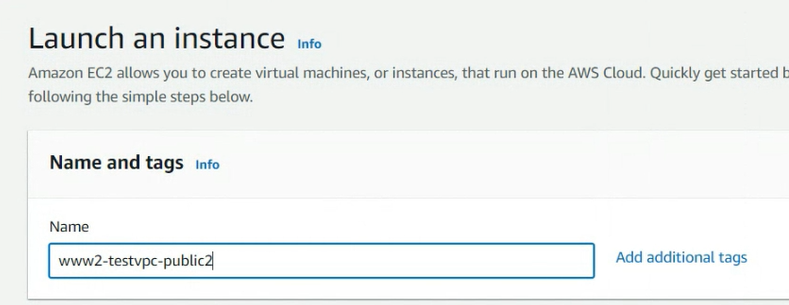 Launch an instance Info
Amazon EC2 allows you to create virtual machines, or instances, that run on the AWS Cloud. Quickly get started
following the simple steps below.
Name and tags Info
Name
www2-testvpc-public2
Add additional tags